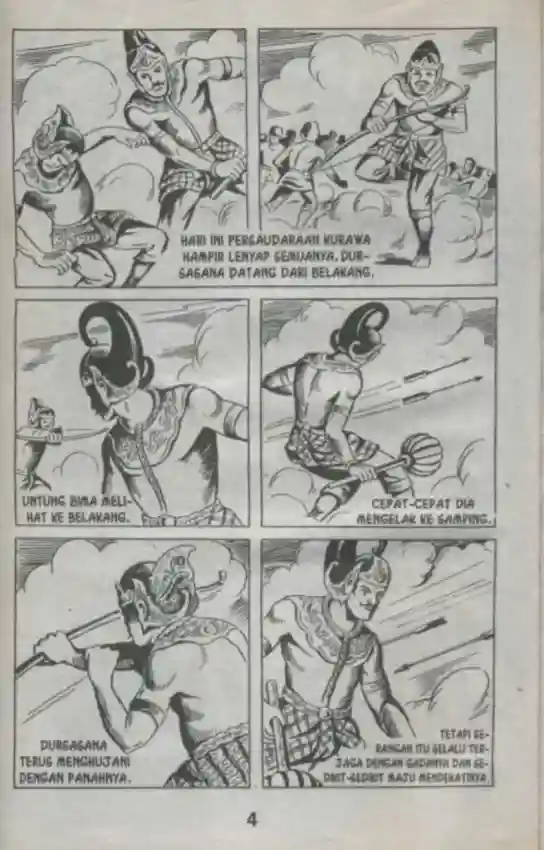 HARI INI PERSAUDARAAN KURAWA
HAMPIR LENYAP SEMUANYA. DUR-
SASANA DATANG DARI BELAKANG.
UNTUNG BIMA MELI-
HAT KE BELAKANG.
CEPAT-CEPAT DIA
MENGELAK KE SAMPING.
DURSASANA
TERUS MENGHUJANI
DENGAN PANAHNYA.
TETAPI SE-
RANGAN ITU SELALU TER-
JAGA DENGAN GADANYA DAN SE-
DIKIT-SEDIKIT MAJU MENDEKATINYA.
4